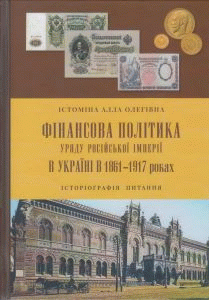 ІСТОМІНА АЛЛА ОЛЕГІВНА
ФІНАНСОВА ПОЛІТИКА
УРЯДУ РОСІЙСЬКОЇ ІМПЕРІЇ
В УКРАЇНІ В 1861–1917 роках
ІСТОРІОГРАФІЯ ПИТАННЯ